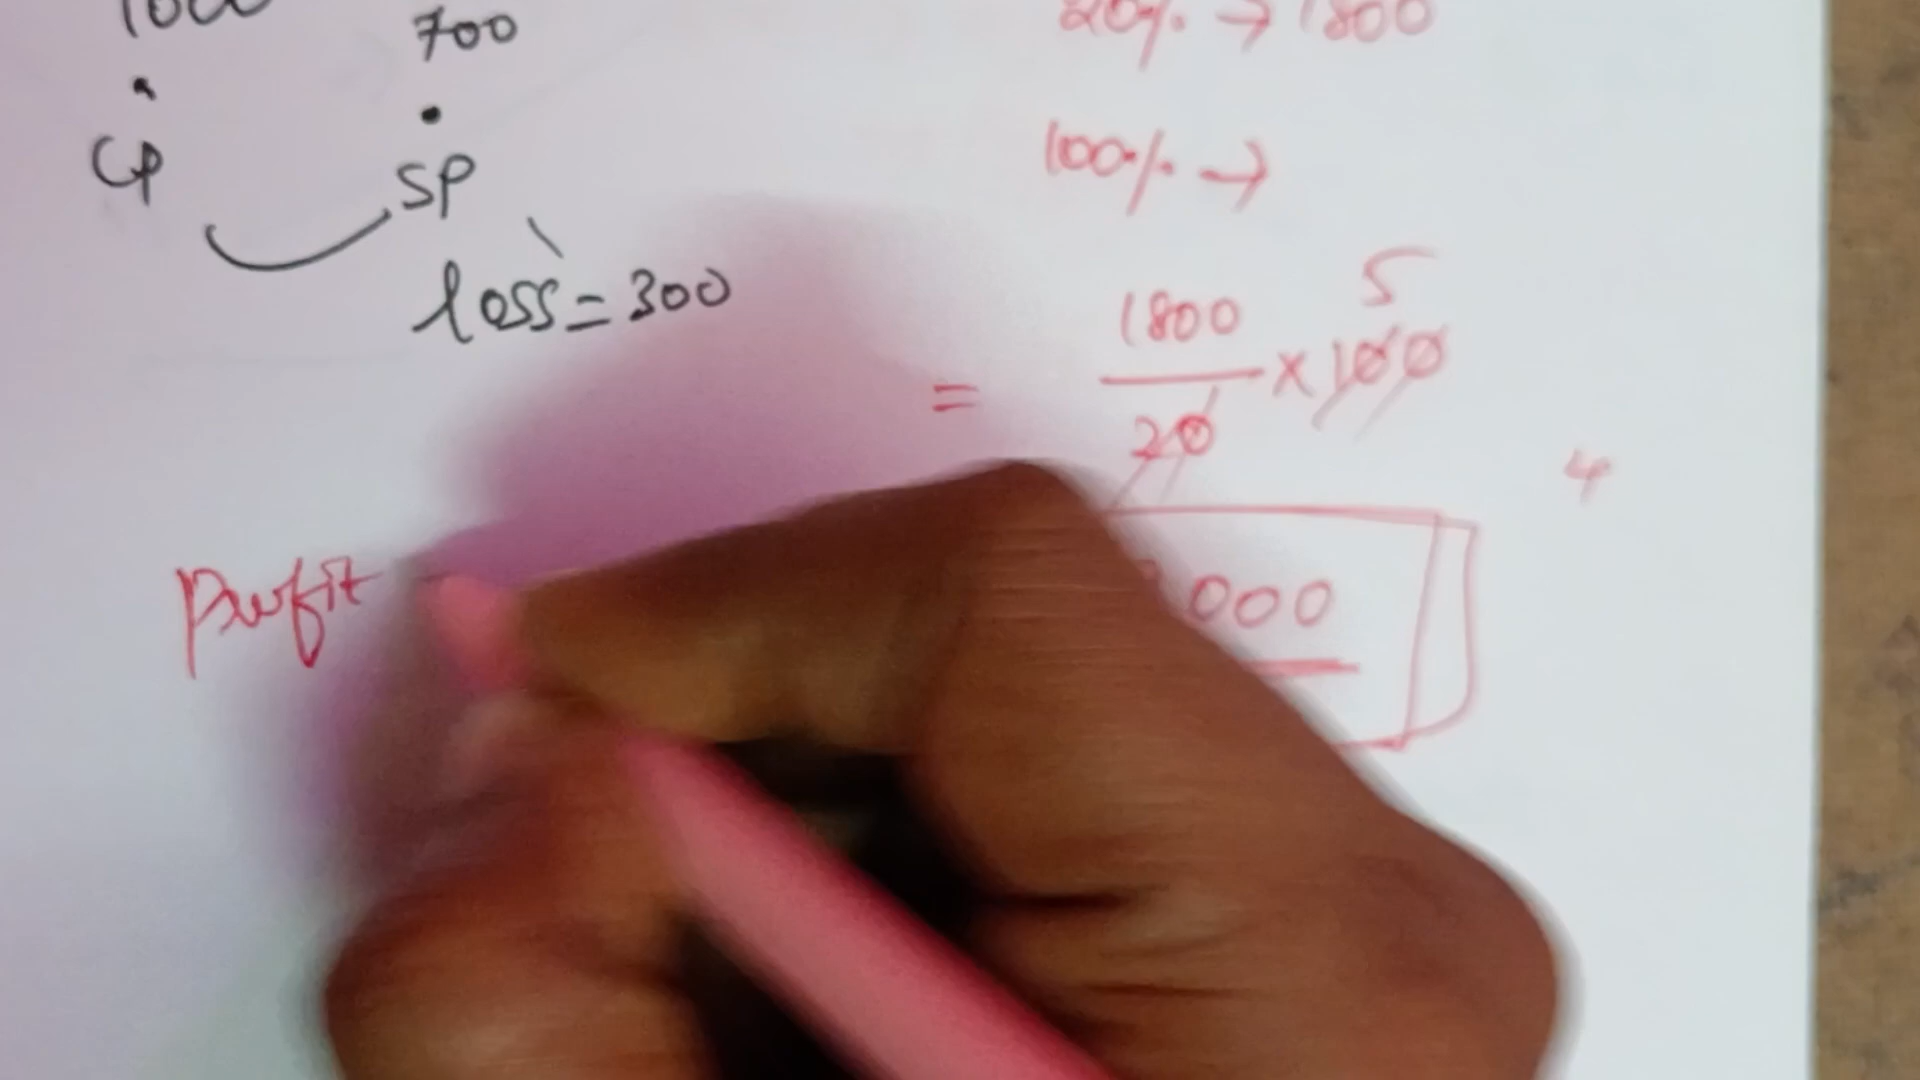 700
CP
SP
loss = 300
20% → 1800
100% →
5
= 1800 × 100
20
4
000
Profit